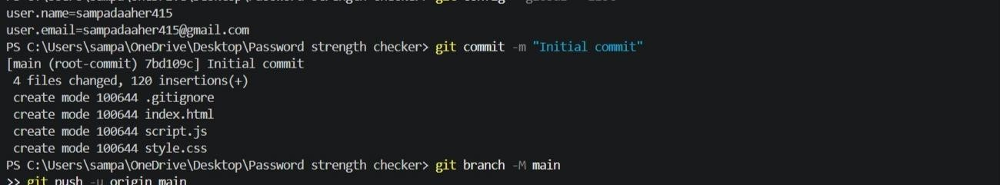 user.name=sampadaaher415
user.email=sampadaaher415@gmail.com
PS C:\Users\sampa\OneDrive\Desktop\Password strength checker> git commit -m "Initial commit"
[main (root-commit) 7bd109c] Initial commit
 4 files changed, 120 insertions(+)
 create mode 100644 .gitignore
 create mode 100644 index.html
 create mode 100644 script.js
 create mode 100644 style.css
PS C:\Users\sampa\OneDrive\Desktop\Password strength checker> git branch -M main
>> git push -u origin main